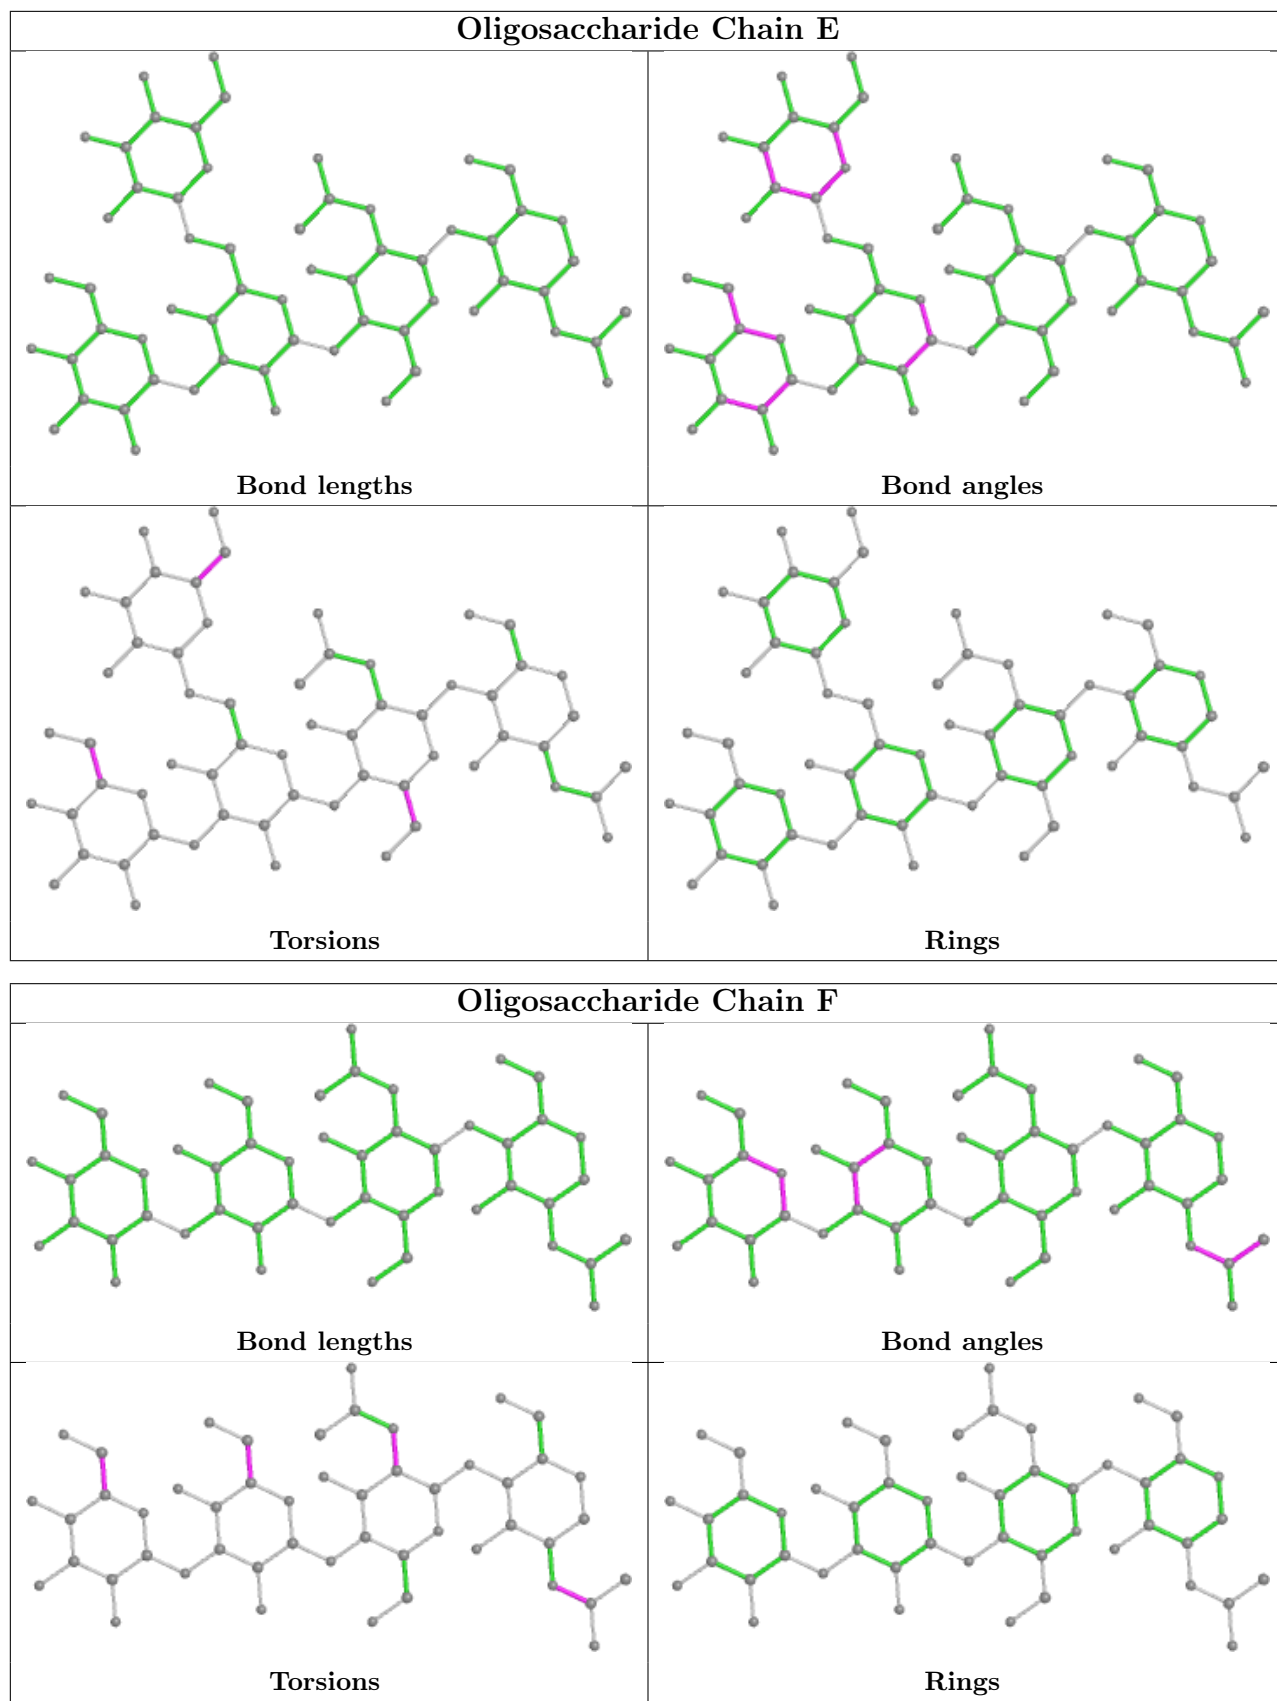 Oligosaccharide Chain E
Bond lengths
Bond angles
Torsions
Rings
Oligosaccharide Chain F
Bond lengths
Bond angles
Torsions
Rings